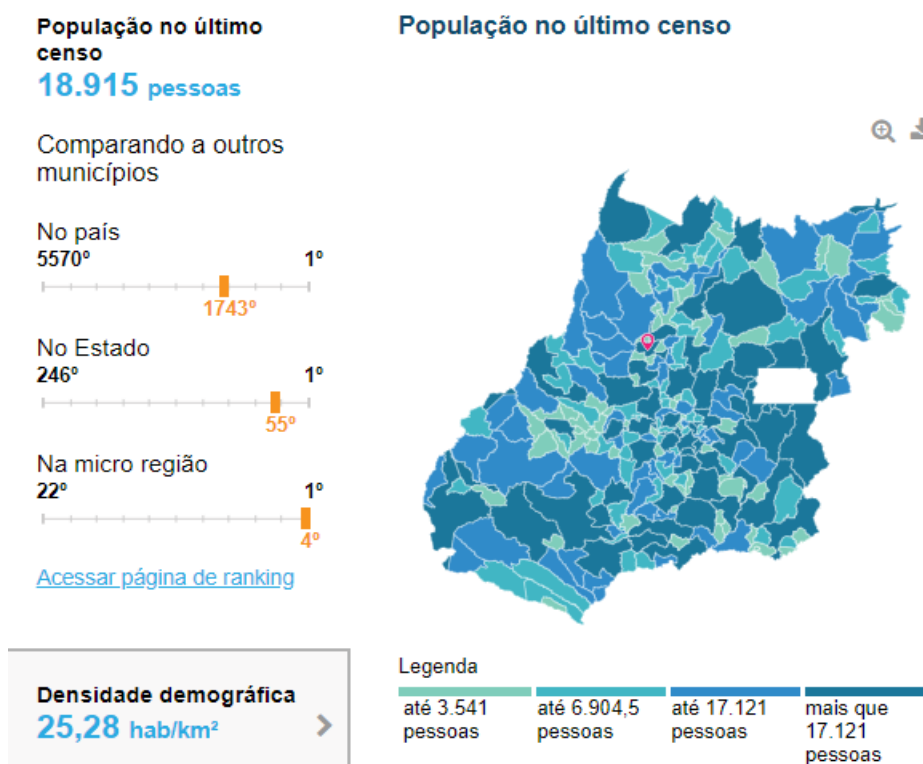 População no último
censo
18.915 pessoas
Comparando a outros
municípios
No país
5570º 1º
1743º
No Estado
246º 1º
55º
Na micro região
22º 1º
4º
Acessar página de ranking
Densidade demográfica
25,28 hab/km²
População no último censo
Legenda
até 3.541
pessoas
até 6.904,5
pessoas
até 17.121
pessoas
mais que
17.121
pessoas